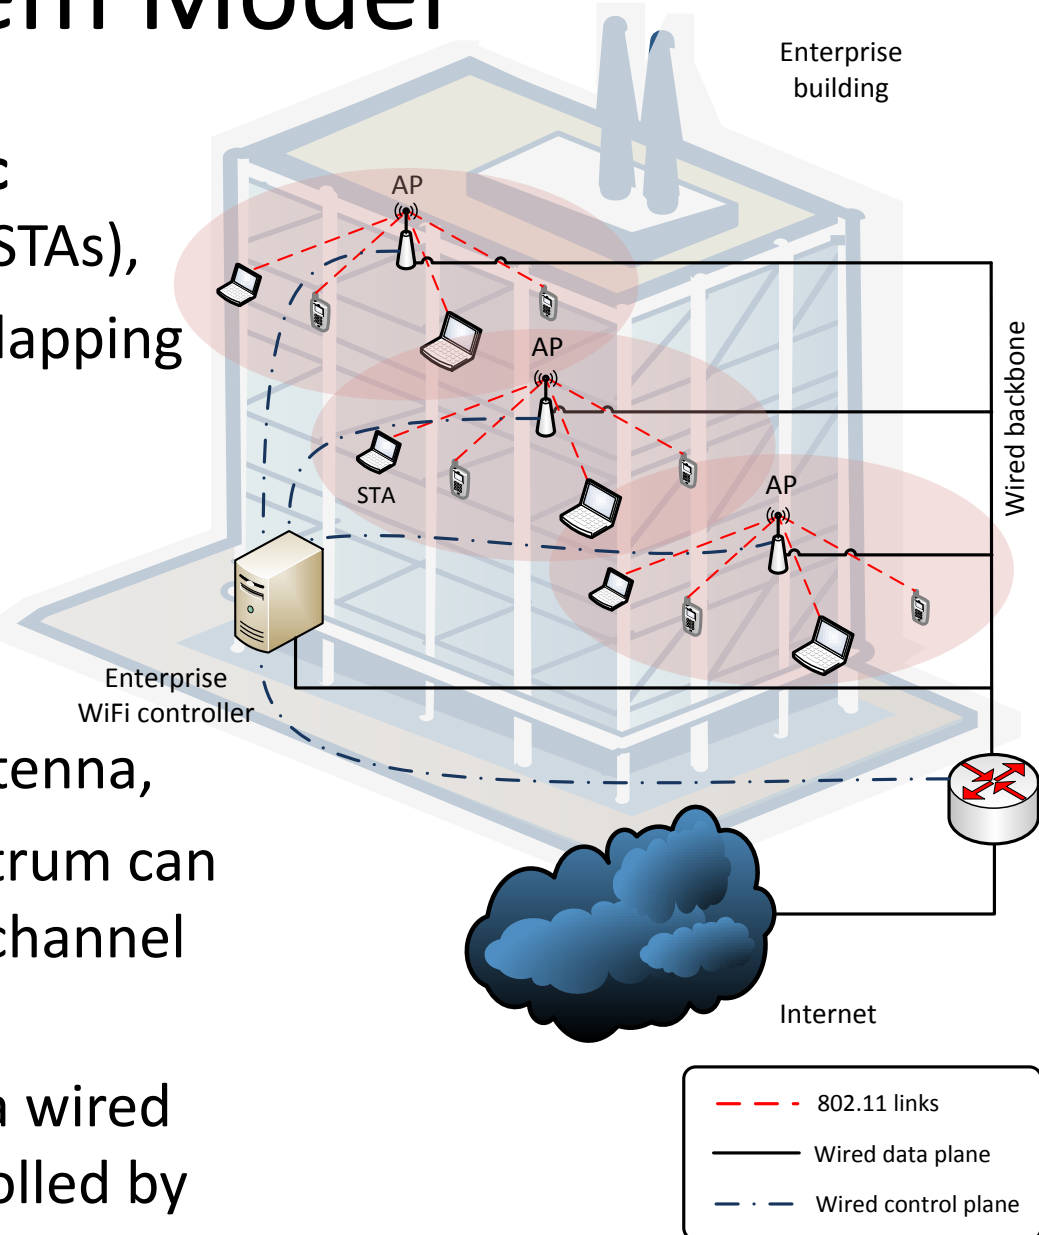 em Model
Enterprise
building
c
STAs),
lapping
AP
AP
STA
AP
Wired backbone
Enterprise
WiFi controller
tenna,
trum can
channel
Internet
a wired
olled by
802.11 links
Wired data plane
Wired control plane